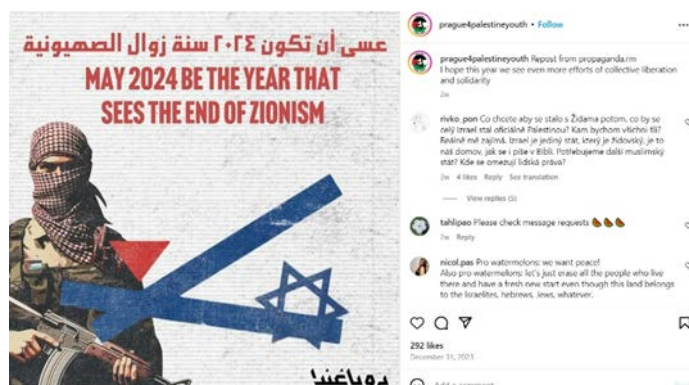 عسى أن تكون ٢٠٢٤ سنة زوال الصهيونية
MAY 2024 BE THE YEAR THAT
SEES THE END OF ZIONISM
prague4palestineyouth • Follow
prague4palestineyouth Repost from propaganda.rm
I hope this year we see even more efforts of collective liberation
and solidarity
2w
rivko_pon Co chcete aby se stalo s Židama potom, co by se
celý Izrael stal oficiálně Palestinou? Kam bychom všichni šli?
Reálně mě zajímá. Izrael je jediný stát, který je židovský, je to
náš domov, jak se i píše v Bibli. Potřebujeme další muslimský
stát? Kde se omezují lidská práva?
2w 4 likes Reply See translation
View replies (5)
tahlipao Please check message requests
2w Reply
nicol.pas Pro watermelons: we want peace!
Also pro watermelons: let's just erase all the people who live
there and have a fresh new start even though this land belongs
to the Israelites, hebrews, Jews, whatever.
292 likes
December 31, 2023
Add a comment...